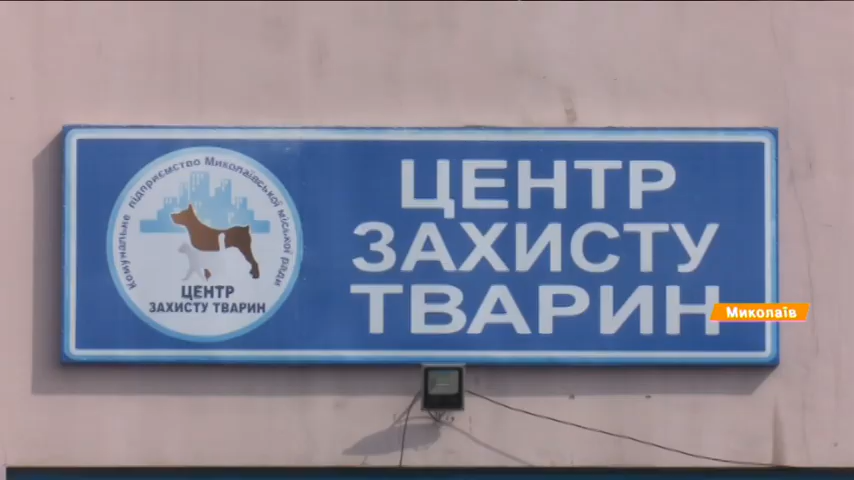 Комунальне підприємство Миколаївської міської ради
ЦЕНТР
ЗАХИСТУ ТВАРИН
ЦЕНТР
ЗАХИСТУ
ТВАРИН
Миколаїв